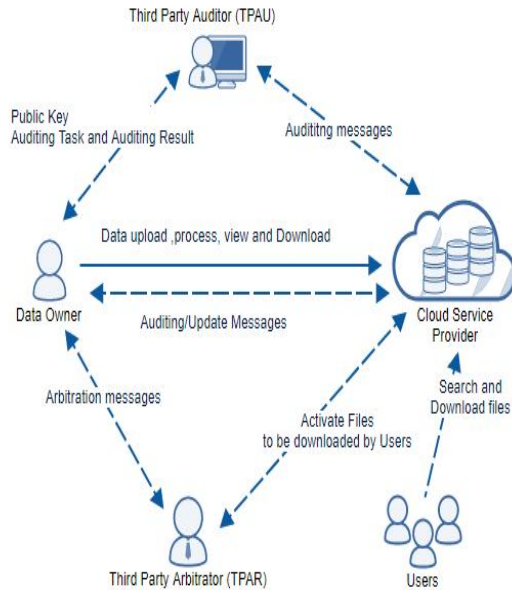 Third Party Auditor (TPAU)
Public Key
Auditing Task and Auditing Result
Audititng messages
Data upload ,process, view and Download
Data Owner
Auditing/Update Messages
Cloud Service
Provider
Arbitration messages
Search and
Download files
Activate Files
to be downloaded by Users
Third Party Arbitrator (TPAR)
Users